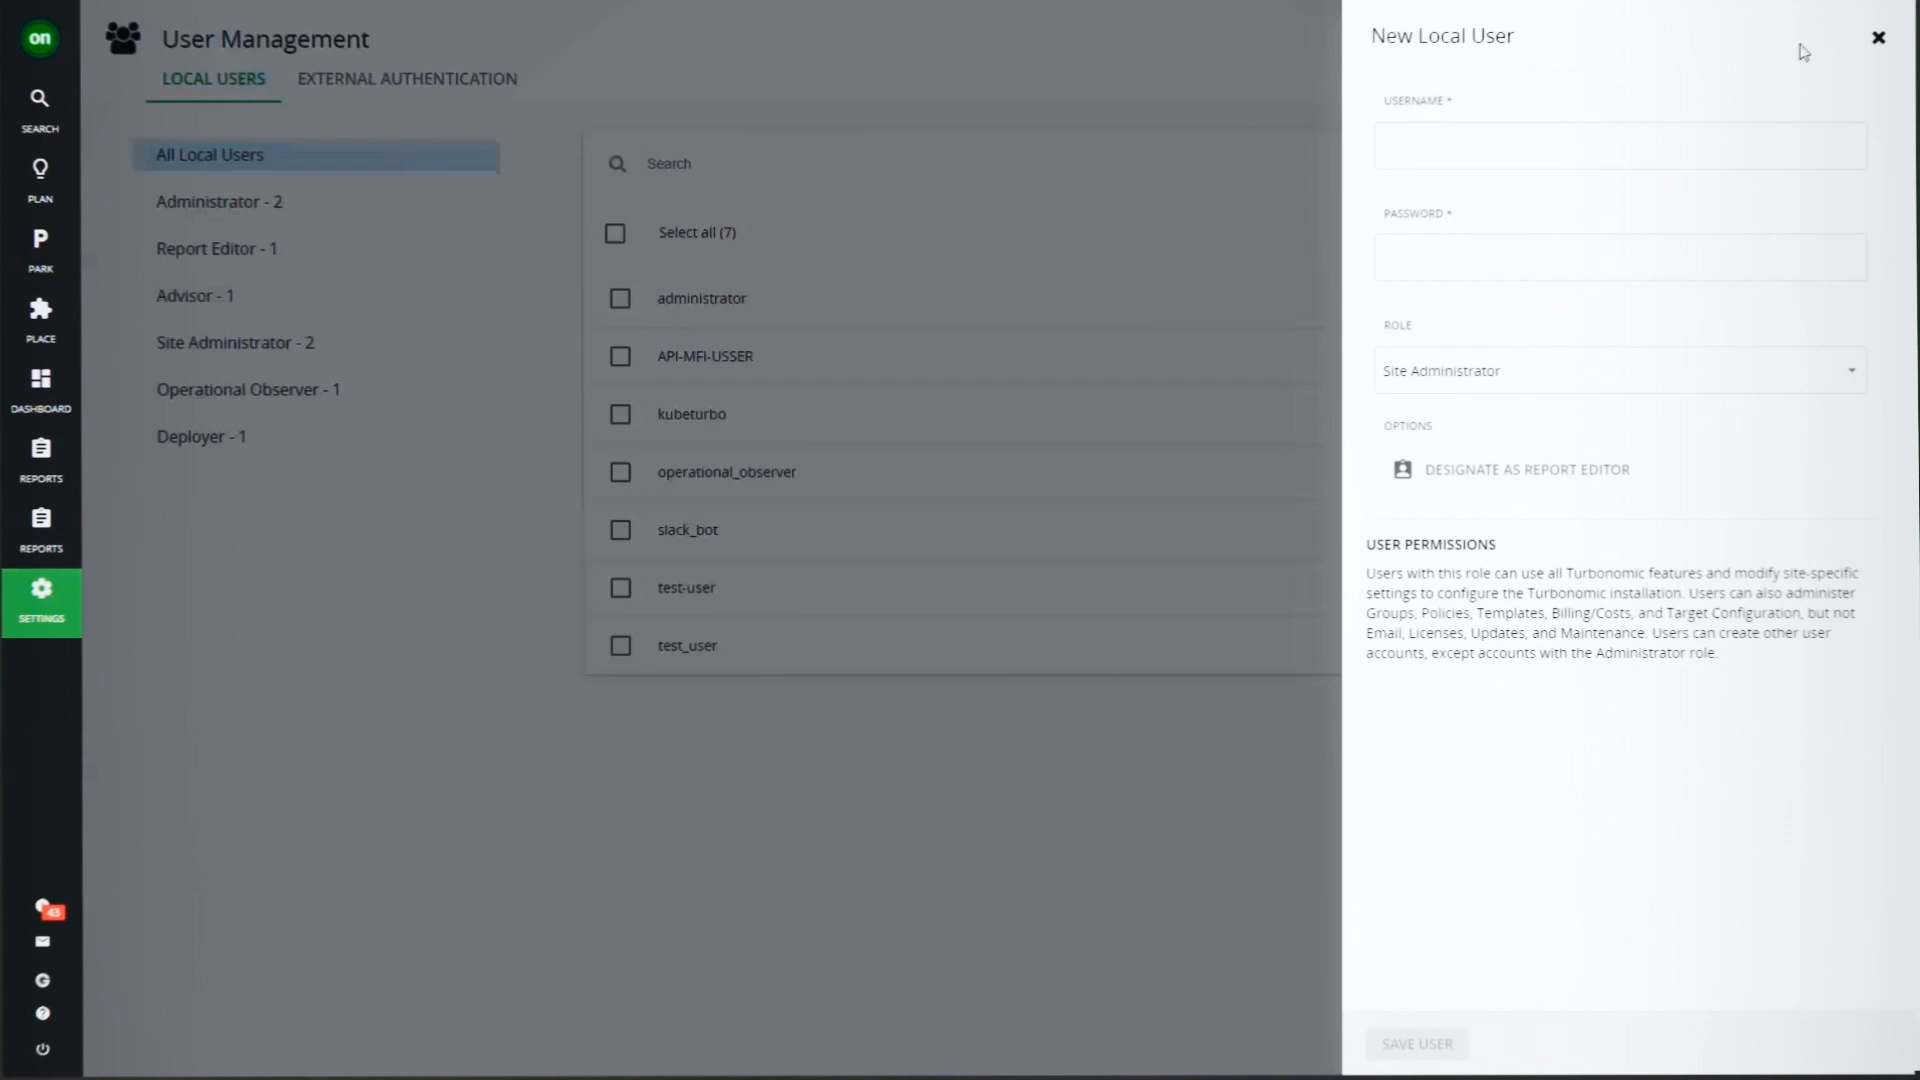 on
SEARCH
PLAN
P
PARK
PLACE
DASHBOARD
REPORTS
REPORTS
SETTINGS
43
User Management
LOCAL USERS
EXTERNAL AUTHENTICATION
All Local Users
Administrator - 2
Report Editor - 1
Advisor - 1
Site Administrator - 2
Operational Observer - 1
Deployer - 1
Search
Select all (7)
administrator
API-MFI-USSER
kubeturbo
operational_observer
slack_bot
test-user
test_user
New Local User
USERNAME *
PASSWORD *
ROLE
Site Administrator
OPTIONS
DESIGNATE AS REPORT EDITOR
USER PERMISSIONS
Users with this role can use all Turbonomic features and modify site-specific
settings to configure the Turbonomic installation. Users can also administer
Groups, Policies, Templates, Billing/Costs, and Target Configuration, but not
Email, Licenses, Updates, and Maintenance. Users can create other user
accounts, except accounts with the Administrator role.
SAVE USER